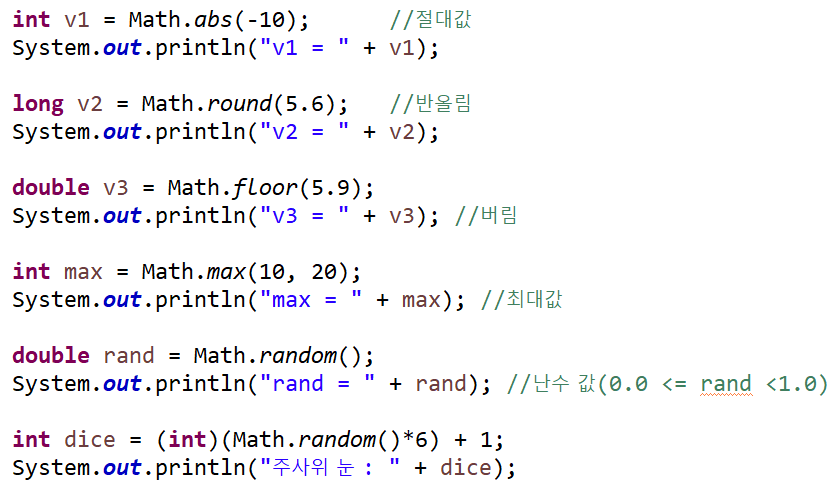 int v1 = Math.abs(-10);      //절대값
System.out.println("v1 = " + v1);
long v2 = Math.round(5.6);   //반올림
System.out.println("v2 = " + v2);
double v3 = Math.floor(5.9);
System.out.println("v3 = " + v3); //버림
int max = Math.max(10, 20);
System.out.println("max = " + max); //최대값
double rand = Math.random();
System.out.println("rand = " + rand); //난수 값(0.0 <= rand <1.0)
int dice = (int)(Math.random()*6) + 1;
System.out.println("주사위 눈 : " + dice);